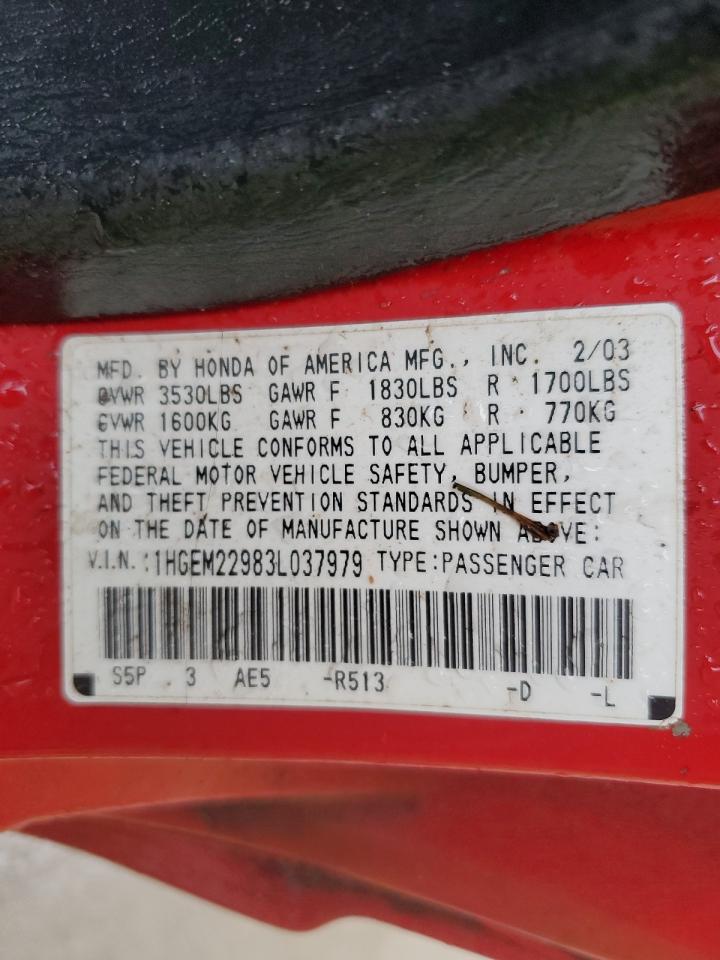 MFD. BY HONDA OF AMERICA MFG., INC. 2/03
GVWR 3530LBS GAWR F 1830LBS R 1700LBS
GVWR 1600KG GAWR F 830KG R 770KG
THIS VEHICLE CONFORMS TO ALL APPLICABLE
FEDERAL MOTOR VEHICLE SAFETY, BUMPER,
AND THEFT PREVENTION STANDARDS IN EFFECT
ON THE DATE OF MANUFACTURE SHOWN ABOVE:
V.I.N.:1HGEM22983L037979 TYPE:PASSENGER CAR
S5P 3 AE5 -R513 -D -L